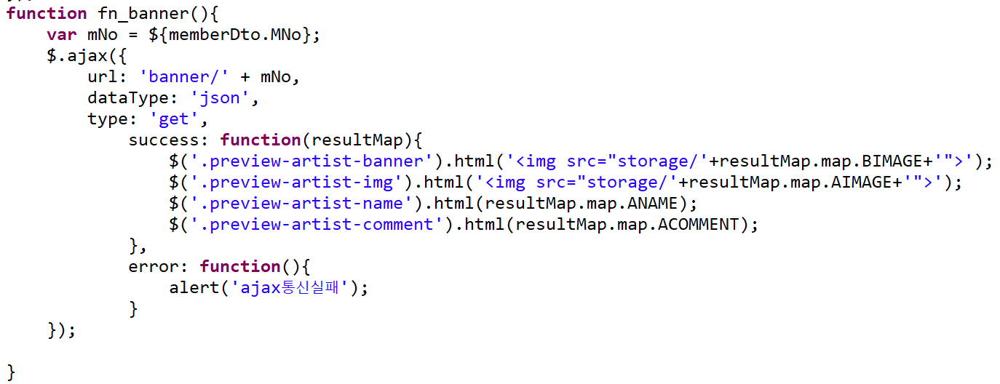 function fn_banner(){
    var mNo = ${memberDto.MNo};
    $.ajax({
        url: 'banner/' + mNo,
        dataType: 'json',
        type: 'get',
            success: function(resultMap){
                $('.preview-artist-banner').html('<img src="storage/'+resultMap.map.BIMAGE+'">');
                $('.preview-artist-img').html('<img src="storage/'+resultMap.map.AIMAGE+'">');
                $('.preview-artist-name').html(resultMap.map.ANAME);
                $('.preview-artist-comment').html(resultMap.map.ACOMMENT);
            },
            error: function(){
                alert('ajax통신실패');
            }
    });
}